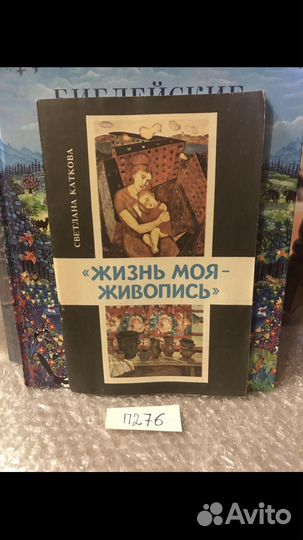 БИБЛЕЙСКИЕ
СВЕТЛАНА КАТКОВА
«ЖИЗНЬ МОЯ-
ЖИВОПИСЬ»
П276
Avito